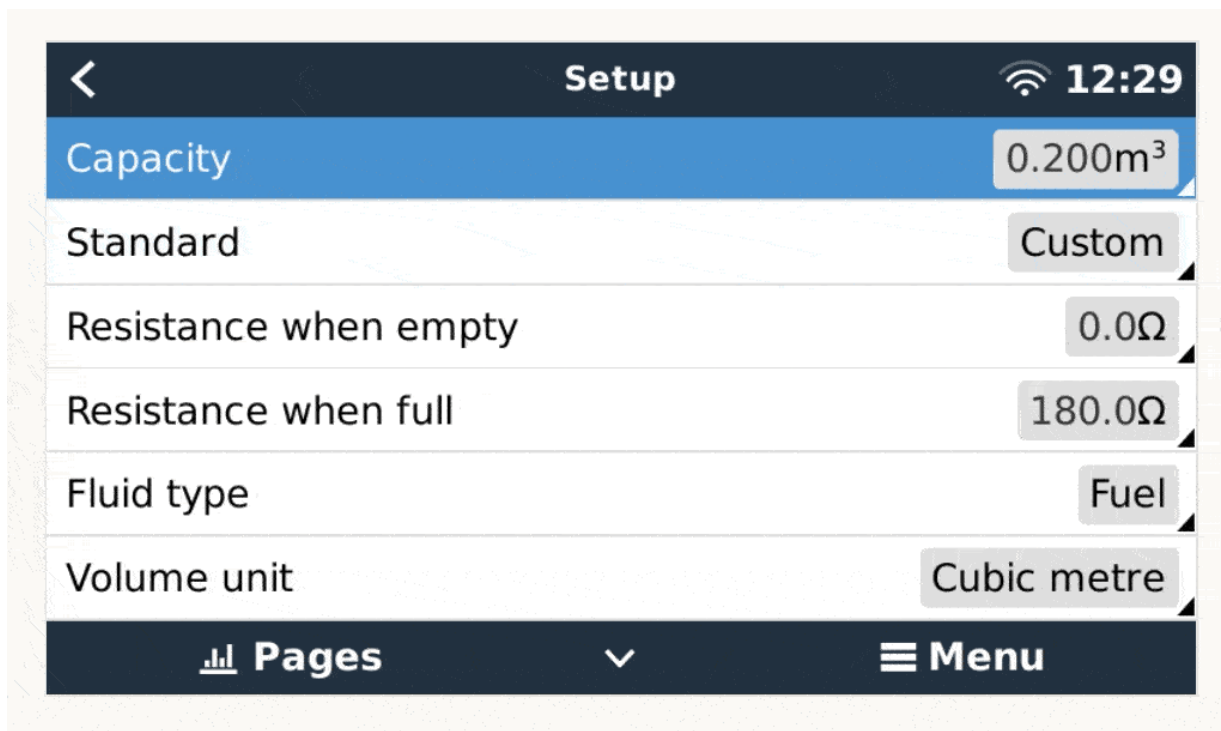 Setup 12:29
Capacity 0.200m³
Standard Custom
Resistance when empty 0.0Ω
Resistance when full 180.0Ω
Fluid type Fuel
Volume unit Cubic metre
Pages Menu